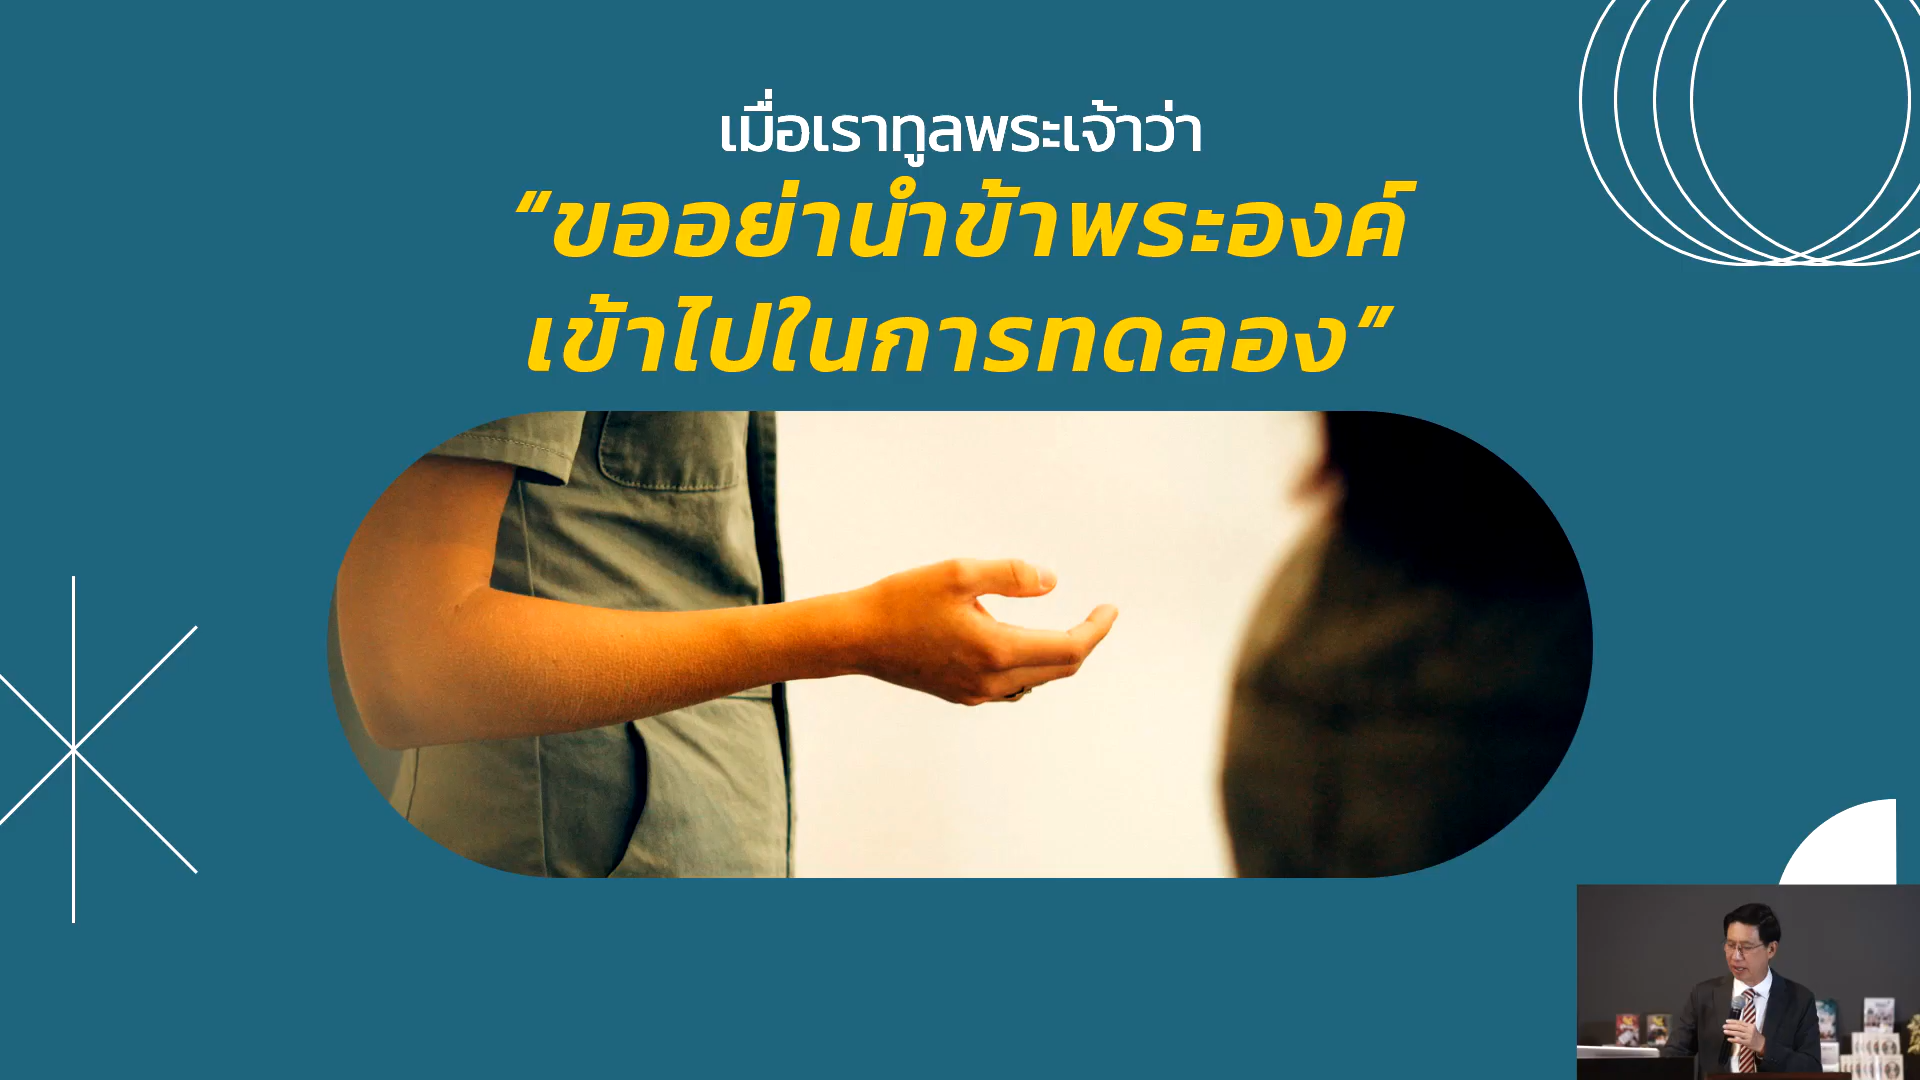 เมื่อเราทูลพระเจ้าว่า
“ขออย่านำข้าพระองค์
เข้าไปในการทดลอง”